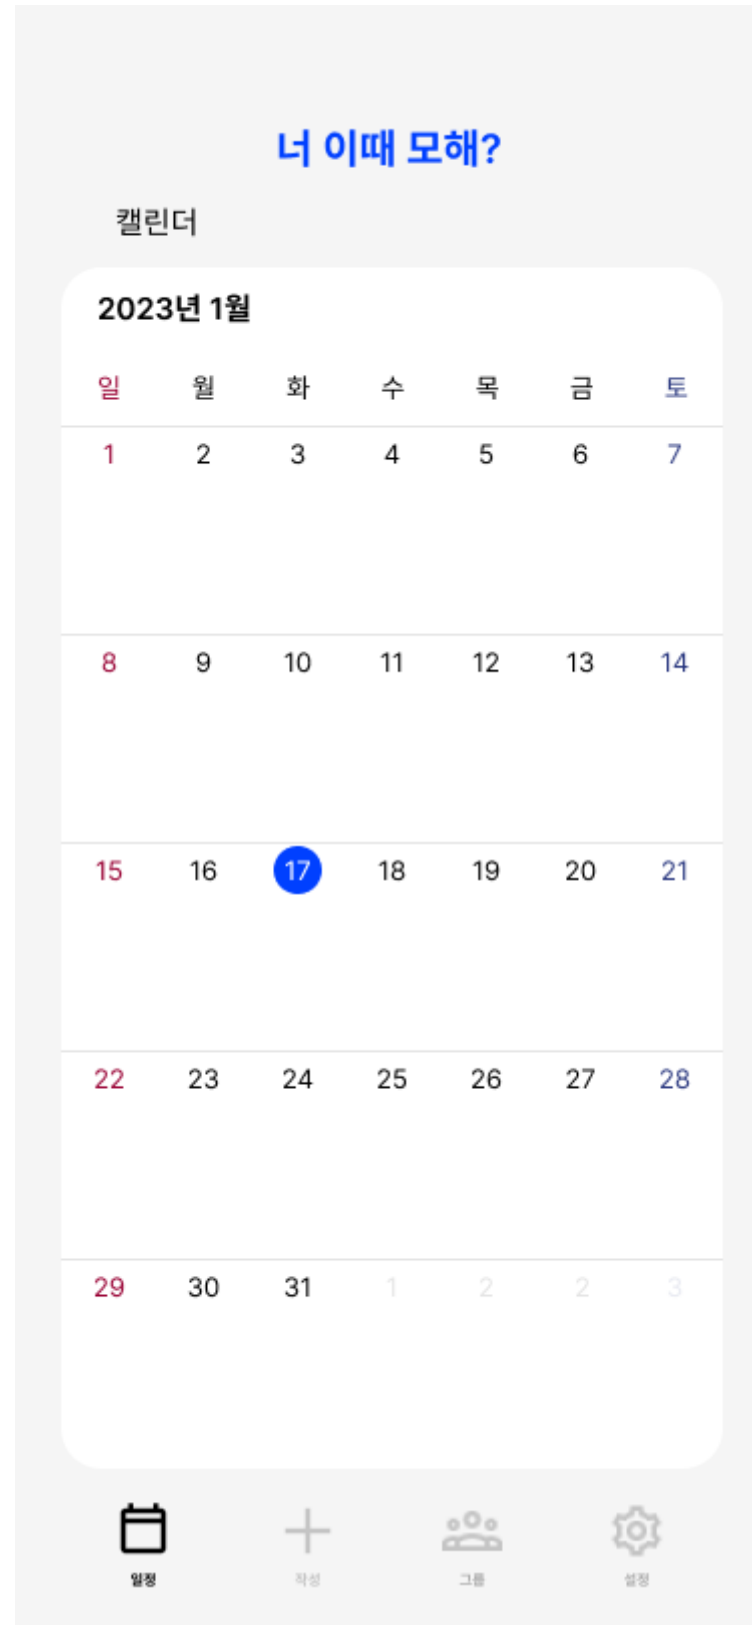 너 이때 모해?
캘린더
2023년 1월
일 월 화 수 목 금 토
1 2 3 4 5 6 7
8 9 10 11 12 13 14
15 16 17 18 19 20 21
22 23 24 25 26 27 28
29 30 31 1 2 2 3
일정 작성 그룹 설정